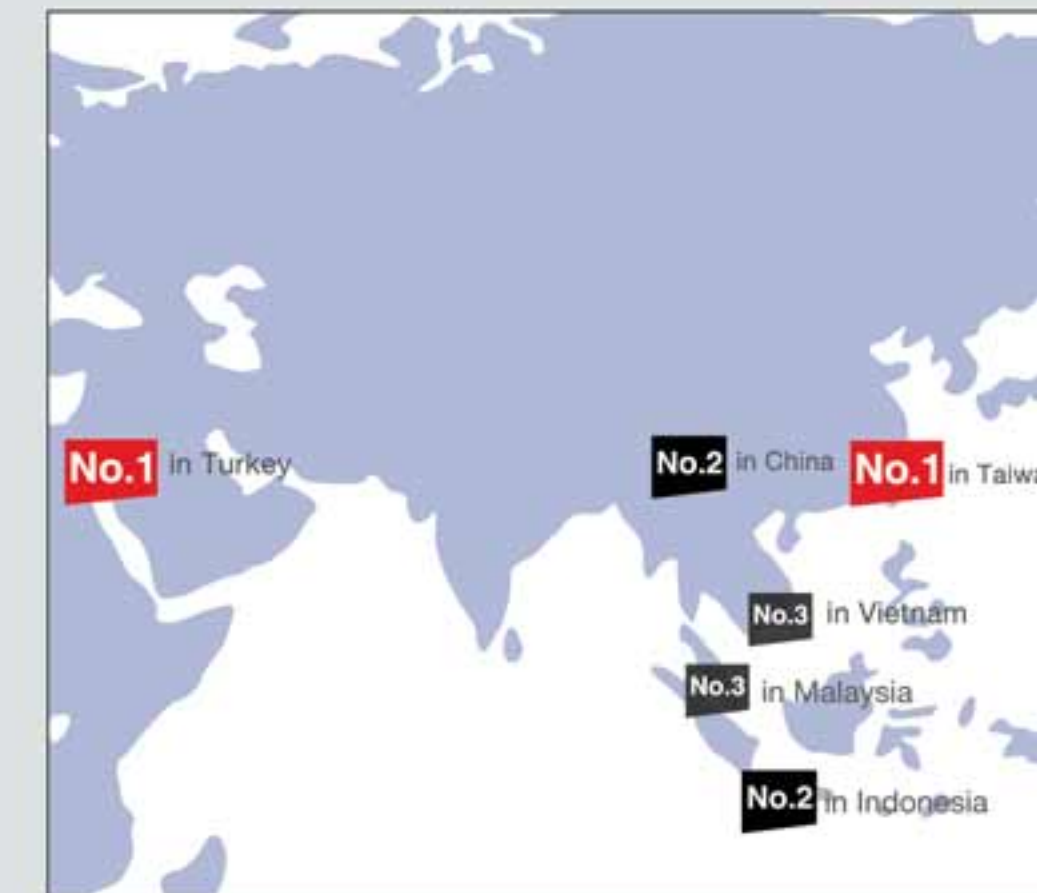 No.1 in Turkey
No.2 in China
No.1 in Taiwa
No.3 in Vietnam
No.3 in Malaysia
No.2 in Indonesia